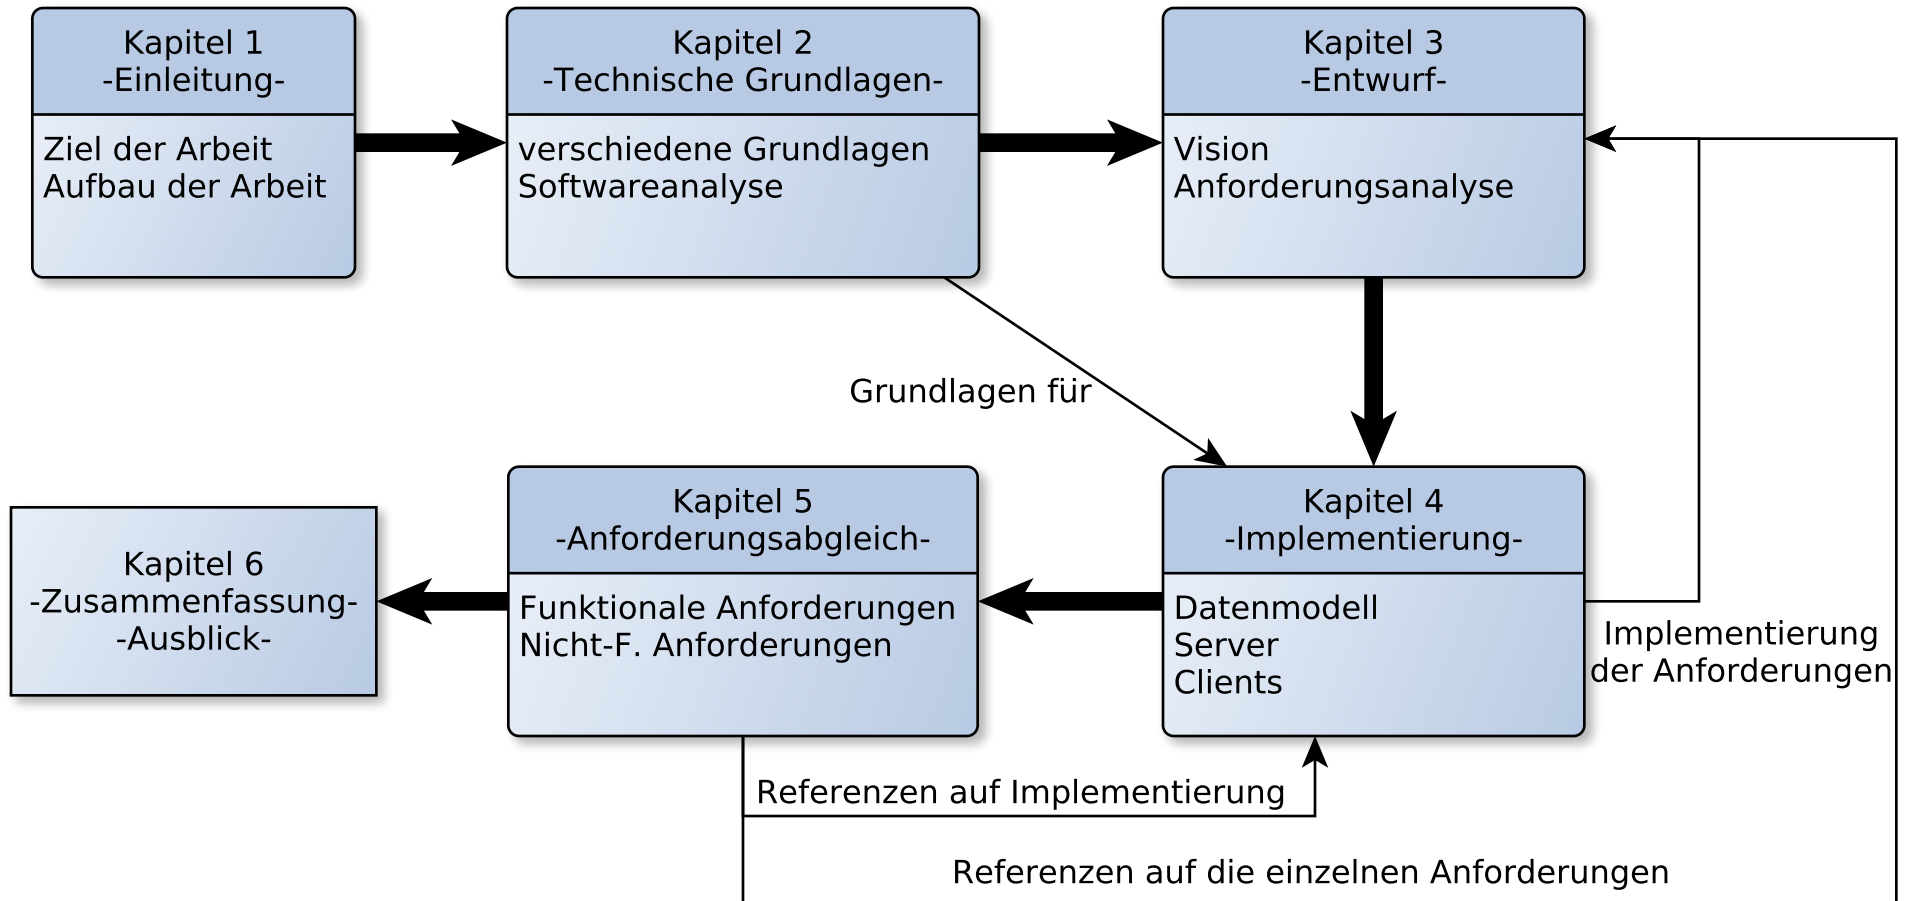 Kapitel 1
-Einleitung-
Ziel der Arbeit
Aufbau der Arbeit
Kapitel 2
-Technische Grundlagen-
verschiedene Grundlagen
Softwareanalyse
Kapitel 3
-Entwurf-
Vision
Anforderungsanalyse
Grundlagen für
Kapitel 4
-Implementierung-
Datenmodell
Server
Clients
Implementierung
der Anforderungen
Kapitel 5
-Anforderungsabgleich-
Funktionale Anforderungen
Nicht-F. Anforderungen
Kapitel 6
-Zusammenfassung-
-Ausblick-
Referenzen auf Implementierung
Referenzen auf die einzelnen Anforderungen